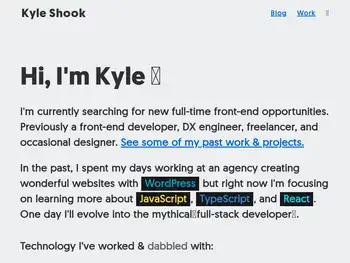 Kyle Shook
Blog Work
Hi, I'm Kyle
I'm currently searching for new full-time front-end opportunities.
Previously a front-end developer, DX engineer, freelancer, and
occasional designer. See some of my past work & projects.
In the past, I spent my days working at an agency creating
wonderful websites with WordPress but right now I'm focusing
on learning more about JavaScript, TypeScript, and React.
One day I'll evolve into the mythical full-stack developer.
Technology I've worked & dabbled with: